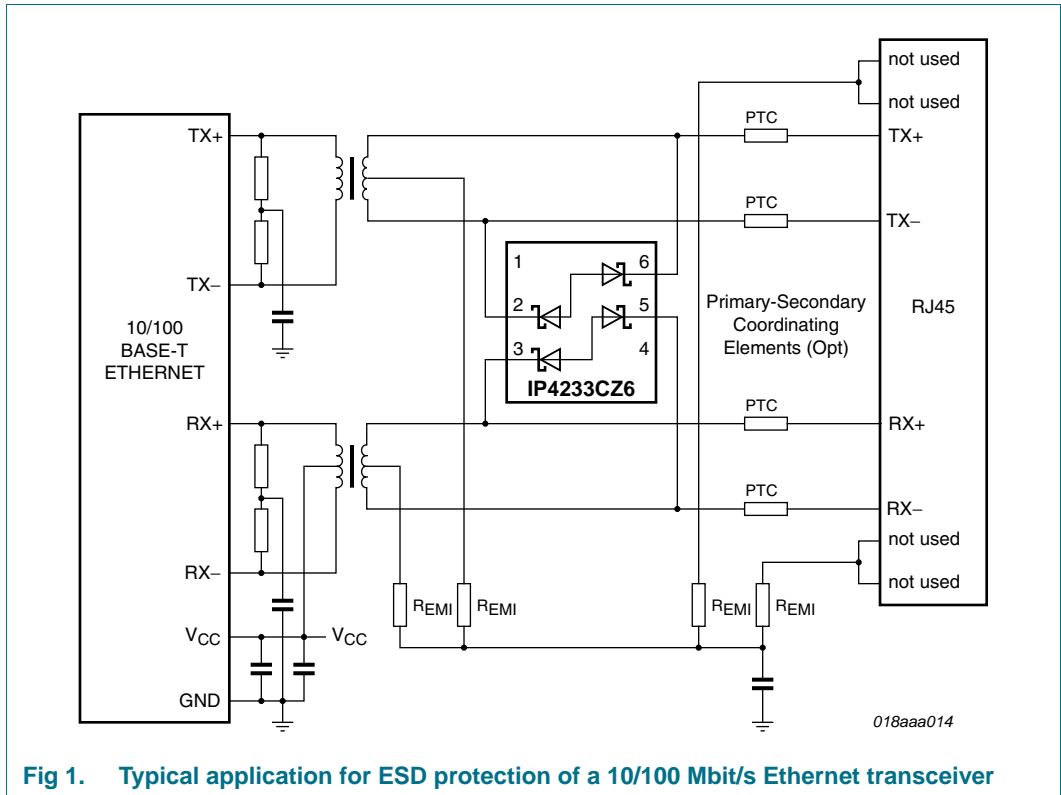 not used
not used
PTC
TX+
TX+
PTC
TX−
1
6
2
5
3
4
IP4233CZ6
Primary-Secondary
Coordinating
Elements (Opt)
RJ45
TX−
10/100
BASE-T
ETHERNET
RX+
PTC
RX+
PTC
RX−
not used
RX−
not used
REMI
REMI
REMI
REMI
VCC
VCC
GND
018aaa014
Fig 1. Typical application for ESD protection of a 10/100 Mbit/s Ethernet transceiver